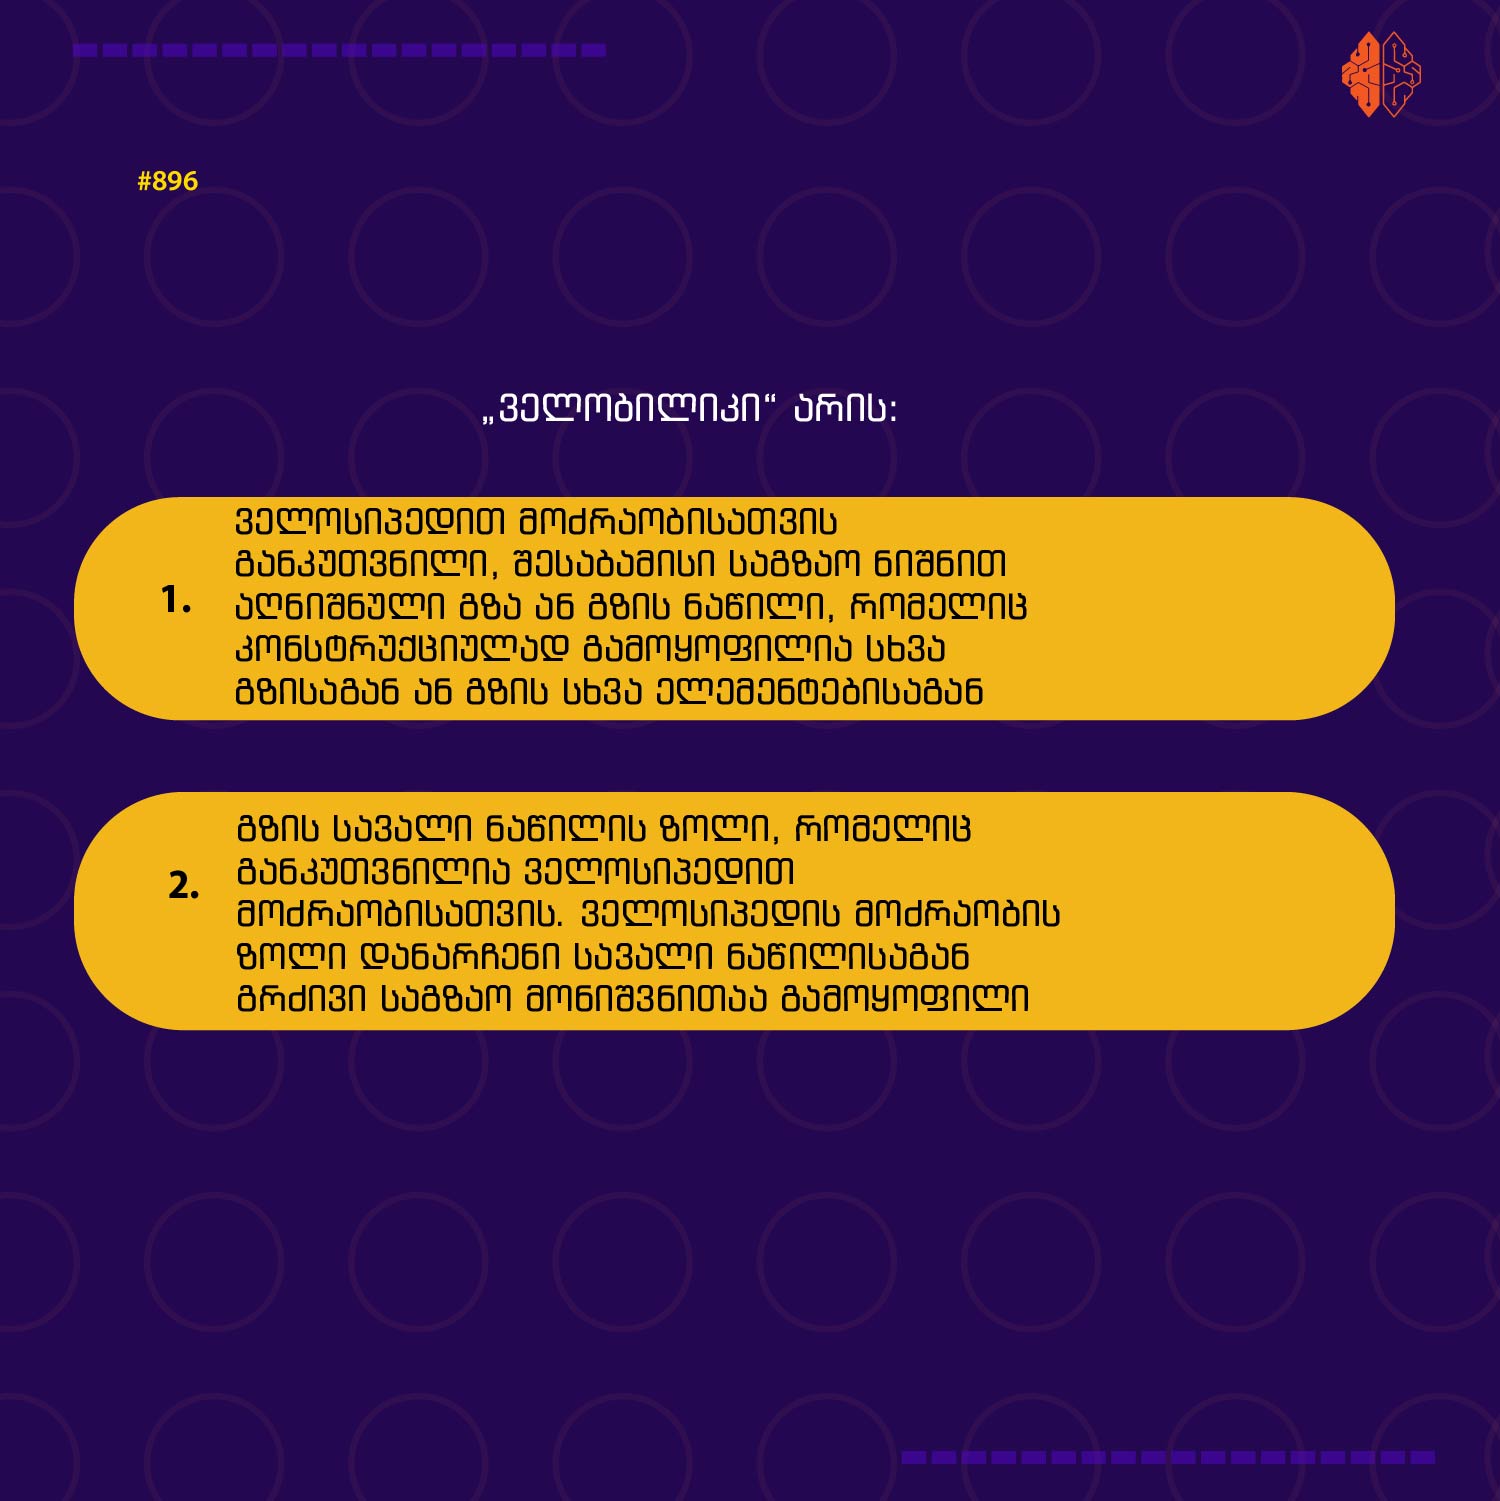 #896
„ველობილიკი“ არის:
ველოსიპედით მოძრაობისათვის
განკუთვნილი, შესაბამისი საგზაო ნიშნით
1. აღნიშნული გზა ან გზის ნაწილი, რომელიც
კონსტრუქციულად გამოყოფილია სხვა
გზისაგან ან გზის სხვა ელემენტებისაგან
გზის სავალი ნაწილის ზოლი, რომელიც
განკუთვნილია ველოსიპედით
2. მოძრაობისათვის. ველოსიპედის მოძრაობის
ზოლი დანარჩენი სავალი ნაწილისაგან
გრძივი საგზაო მონიშვნითაა გამოყოფილი